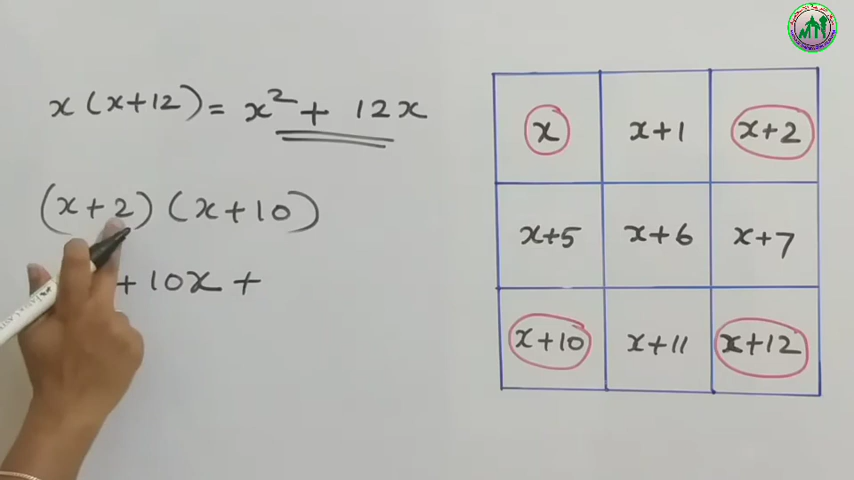 x(x+12) = x² + 12x
(x+2)(x+10)
+ 10x +
x x+1 x+2
x+5 x+6 x+7
x+10 x+11 x+12